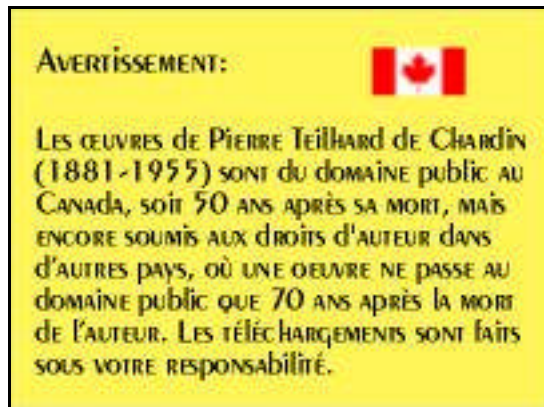 Avertissement:
Les œuvres de Pierre Teilhard de Chardin
(1881-1955) sont du domaine public au
Canada, soit 50 ans après sa mort, mais
encore soumis aux droits d'auteur dans
d'autres pays, où une oeuvre ne passe au
domaine public que 70 ans après la mort
de l'auteur. Les téléchargements sont faits
sous votre responsabilité.